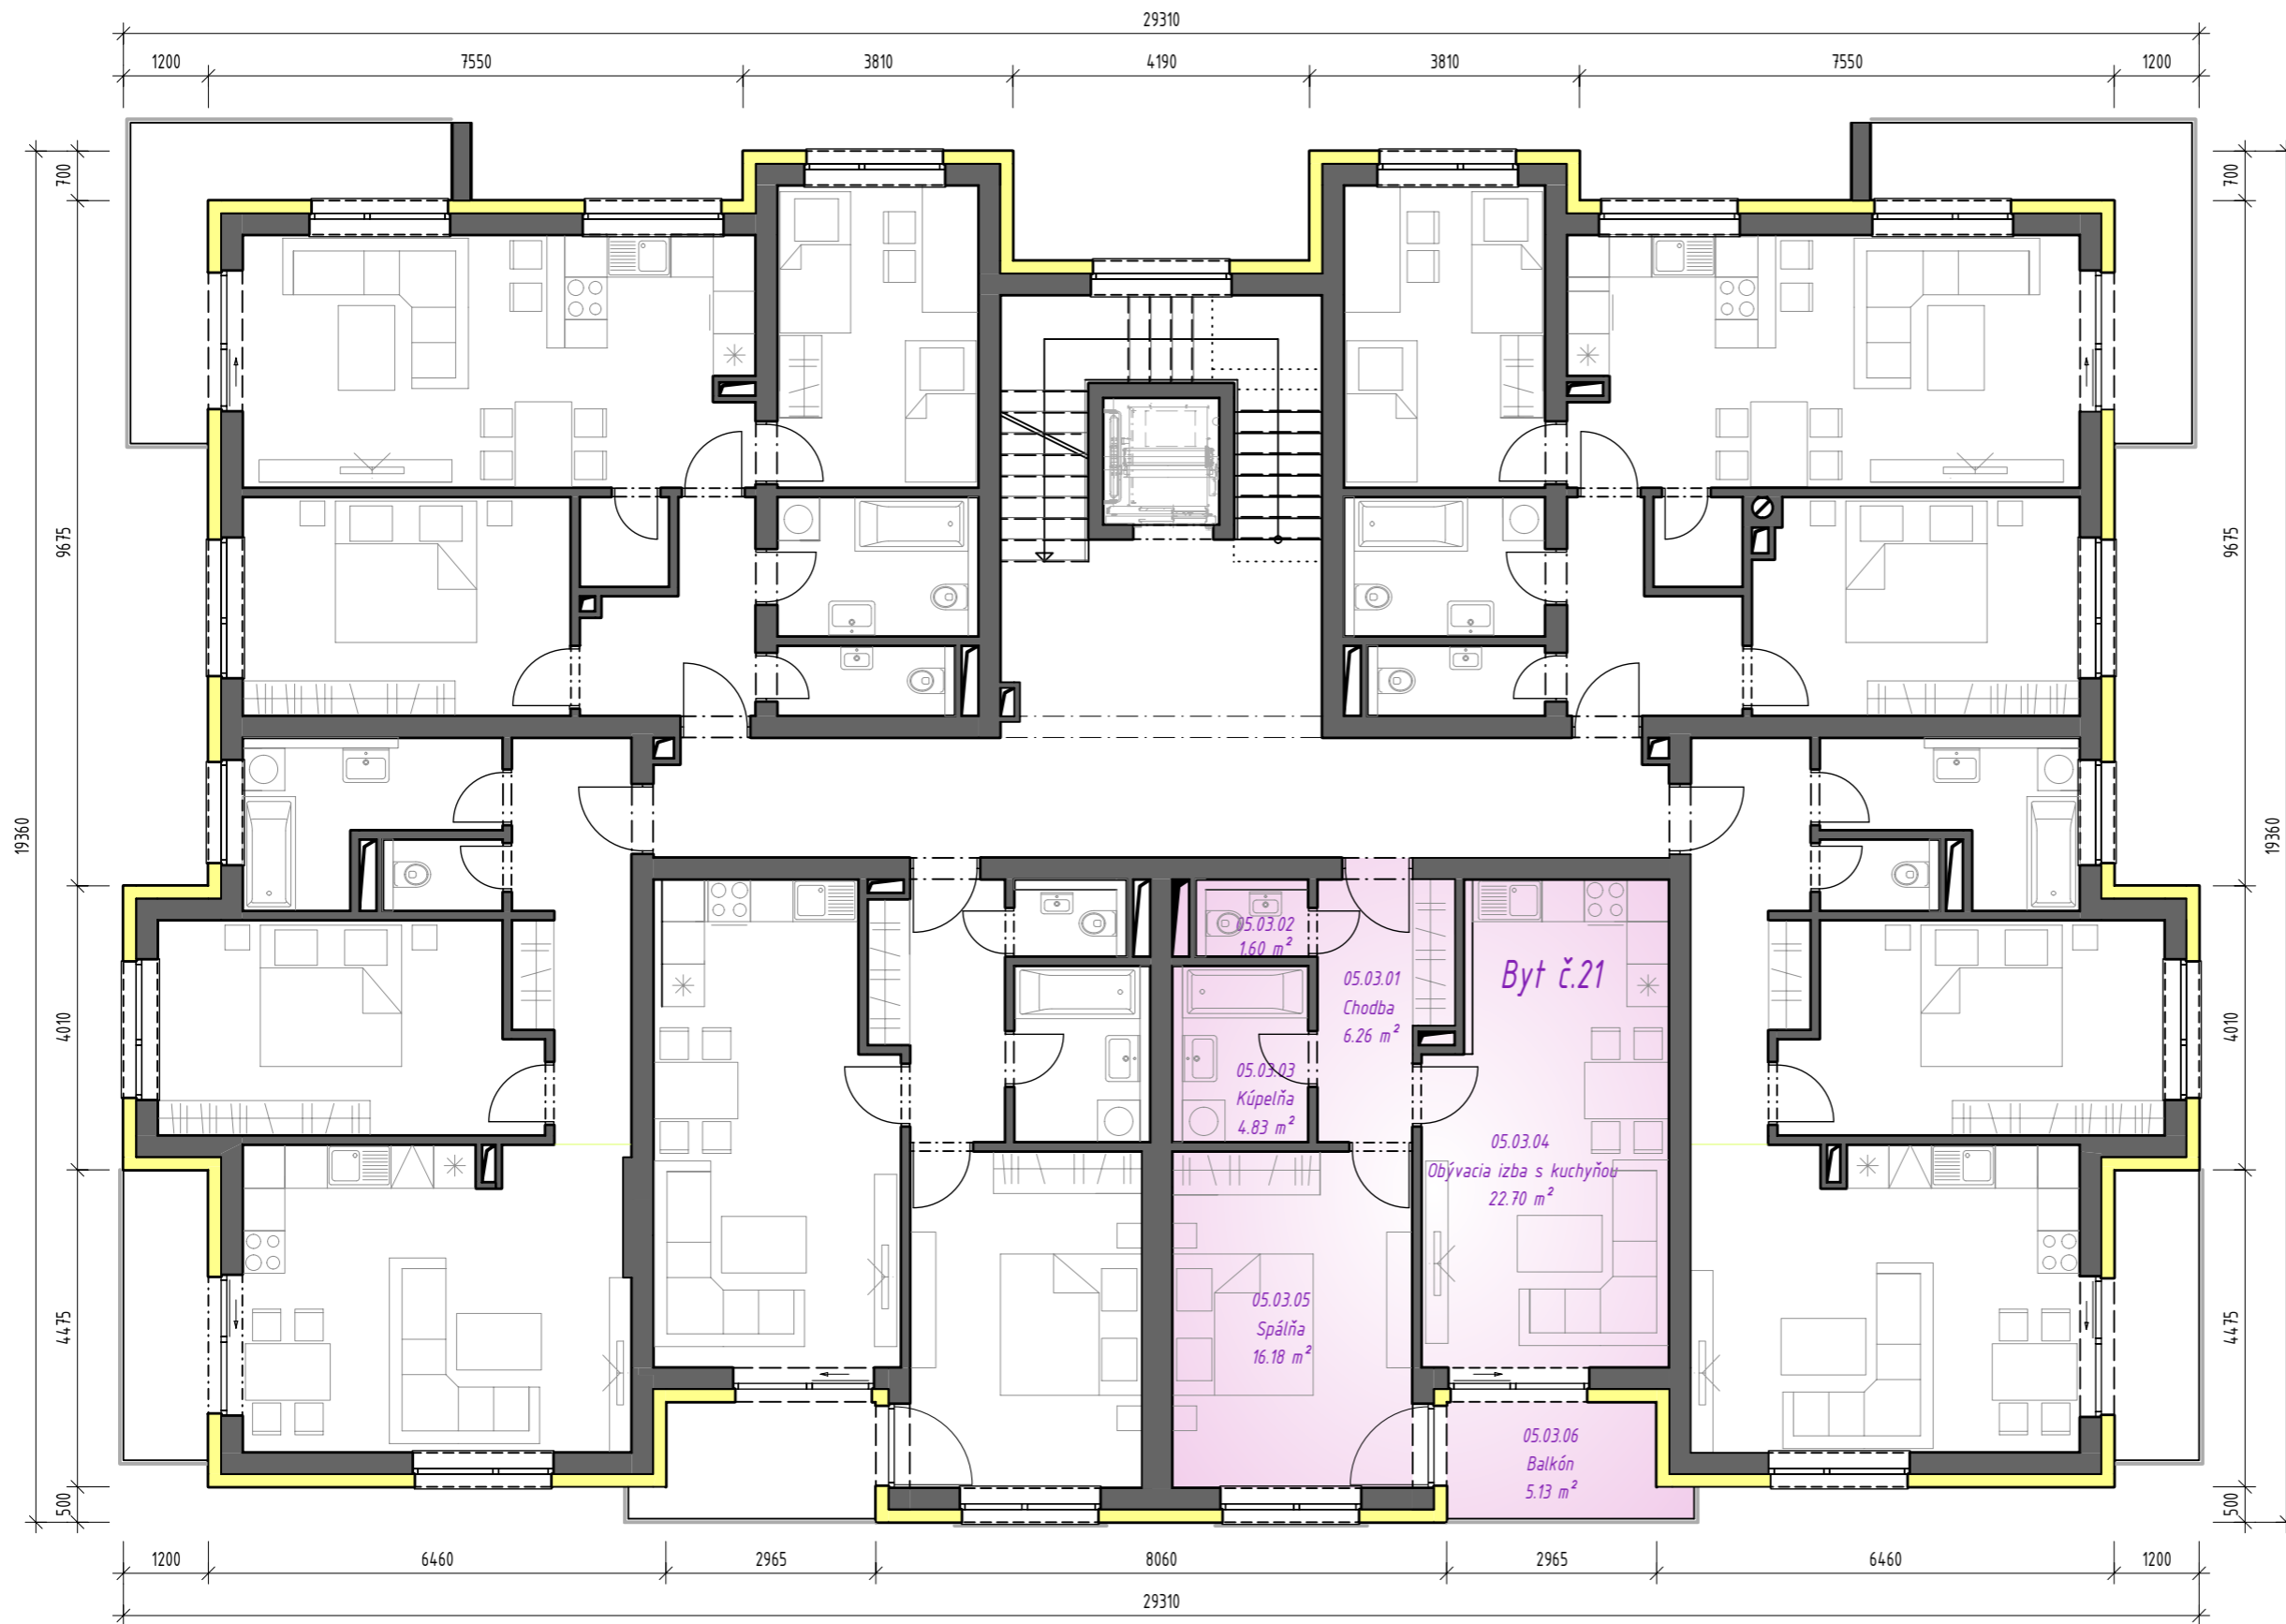 29310
1200 7550 3810 4190 3810 7550 1200
700
700
9675
9675
19360
19360
4010
4010
4475
4475
500
500
05.03.02
1.60 m²
05.03.01
Chodba
6.26 m²
Byt č.21
05.03.03
Kúpelňa
4.83 m²
05.03.04
Obývacia izba s kuchyňou
22.70 m²
05.03.05
Spálňa
16.18 m²
05.03.06
Balkón
5.13 m²
1200 6460 2965 8060 2965 6460 1200
29310